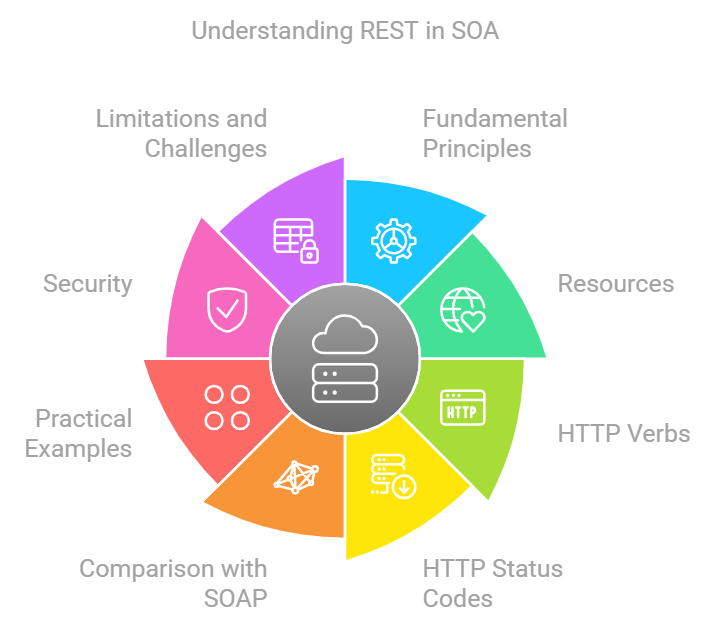 Understanding REST in SOA
Limitations and
Challenges
Fundamental
Principles
Security
Resources
HTTP
Practical
Examples
HTTP Verbs
Comparison with
SOAP
HTTP Status
Codes